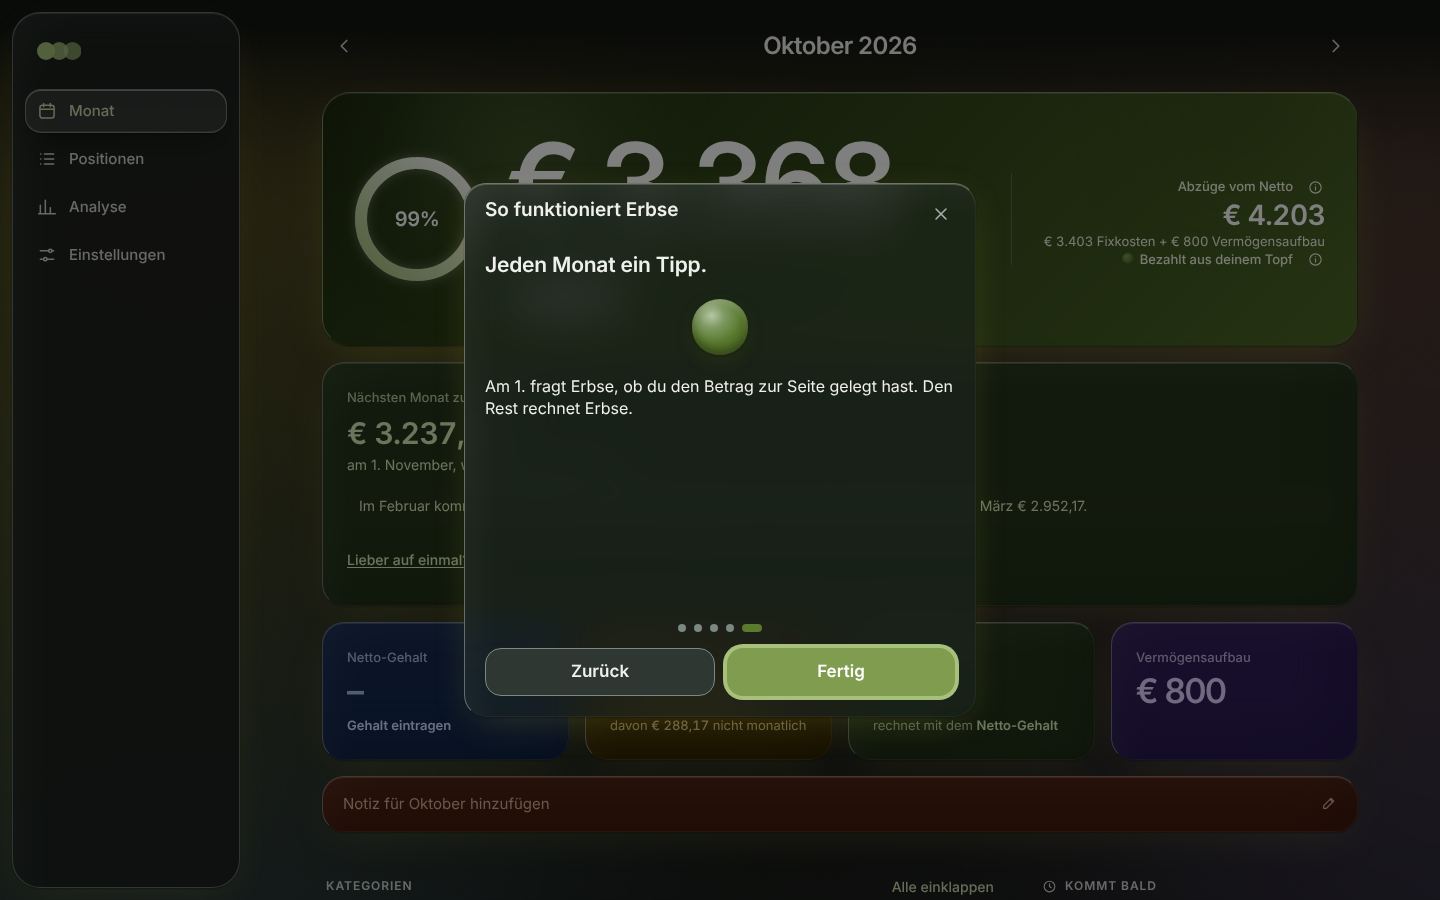 Oktober 2026
Monat
Positionen
Analyse
Einstellungen
99%
€ 3.368
Abzüge vom Netto
€ 4.203
€ 3.403 Fixkosten + € 800 Vermögensaufbau
Bezahlt aus deinem Topf
So funktioniert Erbse
Jeden Monat ein Tipp.
Am 1. fragt Erbse, ob du den Betrag zur Seite gelegt hast. Den
Rest rechnet Erbse.
Zurück
Fertig
Nächsten Monat
€ 3.237,
am 1. November,
Im Februar
März € 2.952,17.
Lieber auf einmal
Netto-Gehalt
–
Gehalt eintragen
davon € 288,17 nicht monatlich
rechnet mit dem Netto-Gehalt
Vermögensaufbau
€ 800
Notiz für Oktober hinzufügen
KATEGORIEN
Alle einklappen
KOMMT BALD